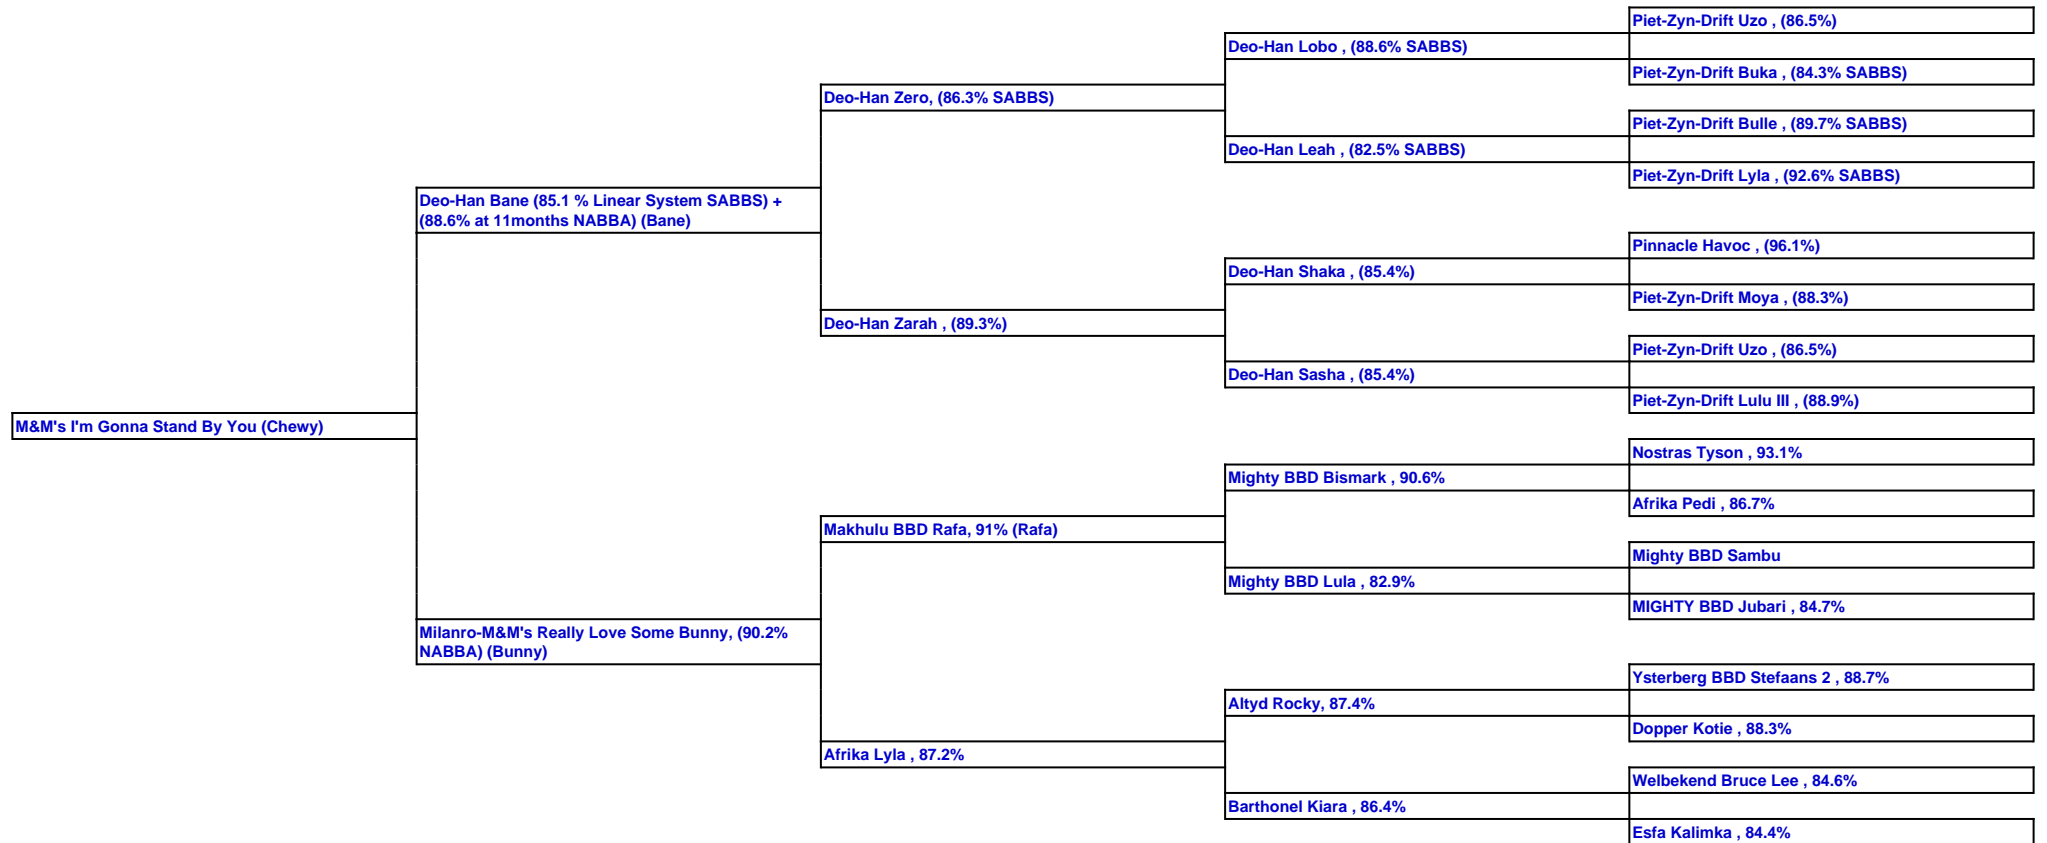 Piet-Zyn-Drift Uzo , (86.5%)
Deo-Han Lobo , (88.6% SABBS)
Piet-Zyn-Drift Buka , (84.3% SABBS)
Deo-Han Zero, (86.3% SABBS)
Piet-Zyn-Drift Bulle , (89.7% SABBS)
Deo-Han Leah , (82.5% SABBS)
Piet-Zyn-Drift Lyla , (92.6% SABBS)
Deo-Han Bane (85.1 % Linear System SABBS) +
(88.6% at 11months NABBA) (Bane)
Pinnacle Havoc , (96.1%)
Deo-Han Shaka , (85.4%)
Piet-Zyn-Drift Moya , (88.3%)
Deo-Han Zarah , (89.3%)
Piet-Zyn-Drift Uzo , (86.5%)
Deo-Han Sasha , (85.4%)
Piet-Zyn-Drift Lulu III , (88.9%)
M&M's I'm Gonna Stand By You (Chewy)
Nostras Tyson , 93.1%
Mighty BBD Bismark , 90.6%
Afrika Pedi , 86.7%
Makhulu BBD Rafa, 91% (Rafa)
Mighty BBD Sambu
Mighty BBD Lula , 82.9%
MIGHTY BBD Jubari , 84.7%
Milanro-M&M's Really Love Some Bunny, (90.2%
NABBA) (Bunny)
Ysterberg BBD Stefaans 2 , 88.7%
Altyd Rocky, 87.4%
Dopper Kotie , 88.3%
Afrika Lyla , 87.2%
Welbekend Bruce Lee , 84.6%
Barthonel Kiara , 86.4%
Esfa Kalimka , 84.4%